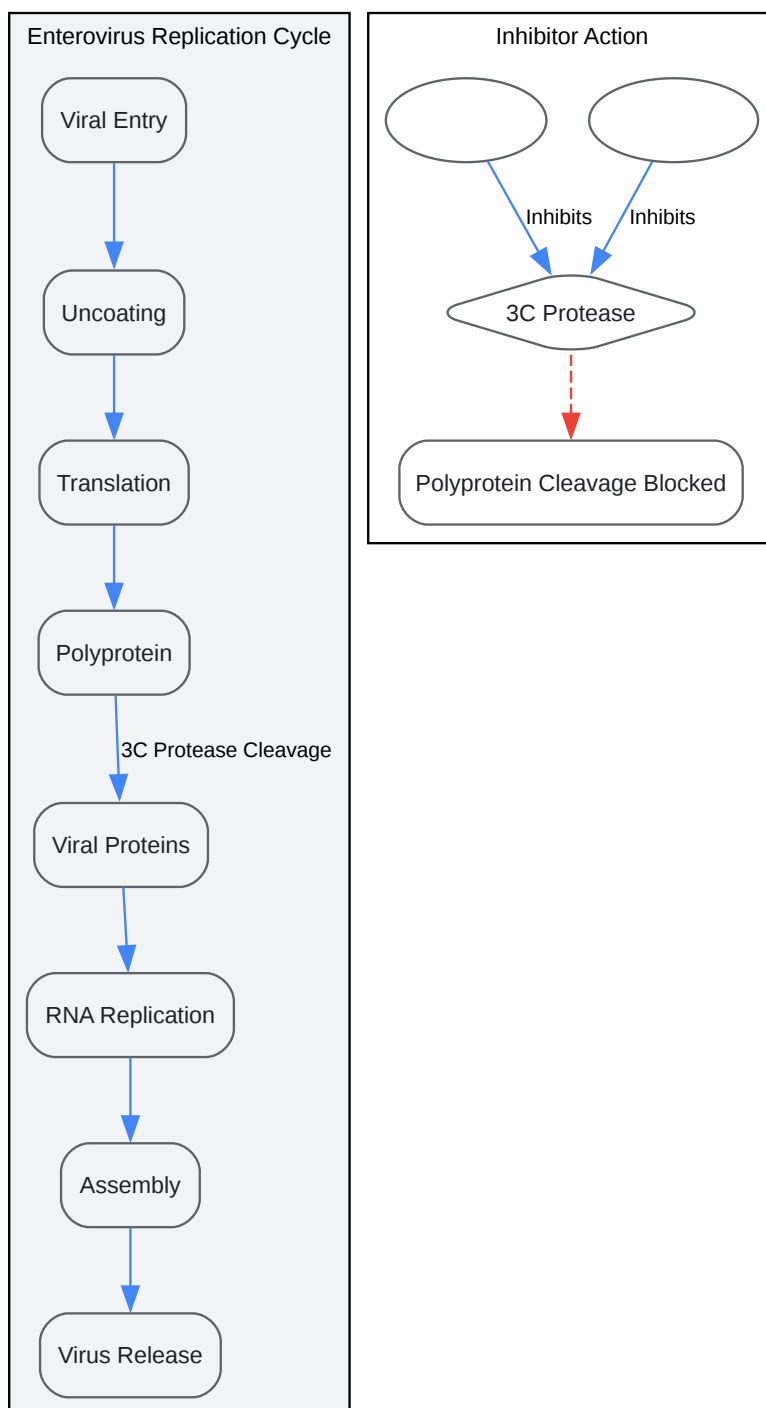 Enterovirus Replication Cycle
Viral Entry
Uncoating
Translation
Polyprotein
3C Protease Cleavage
Viral Proteins
RNA Replication
Assembly
Virus Release
Inhibitor Action
Inhibits
Inhibits
3C Protease
Polyprotein Cleavage Blocked